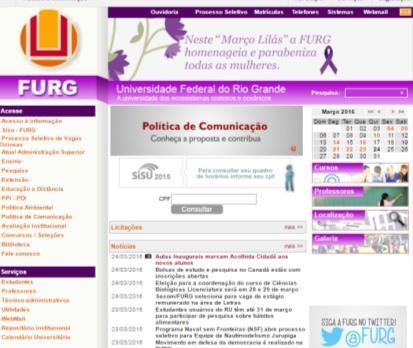 Ouvidoria Processo Seletivo Matrículas Telefones Sistemas Webmail
Neste "Março Lilás" a FURG
homenageia e parabeniza
todas as mulheres.
FURG
Universidade Federal do Rio Grande
A universidade dos ecossistemas costeiros e oceânicos
Pesquisa:
Acesse
Acesso à informação
Sisu - FURG
Processo Seletivo de Vagas
Ociosas
Atual Administração Superior
Ensino
Pesquisa
Extensão
Educação a Distância
PPI - PDI
Política Ambiental
Política de Comunicação
Avaliação Institucional
Concursos / Seleções
Biblioteca
Fale conosco
Serviços
Estudantes
Professores
Técnico-administrativos
Utilidades
WebMail
Repositório Institucional
Calendário Universitário
Política de Comunicação
Conheça a proposta e contribua
SiSU 2015
Para consultar seu quadro
de horários informe seu cpf.
CPF
Consultar
Licitações
mais >>
Notícias
mais >>
24/03/2016 Aulas Inaugurais marcam Acolhida Cidadã aos
novos alunos
24/03/2016 Bolsas de estudo e pesquisa no Canadá estão com
inscrições abertas
24/03/2016 Eleição para a coordenação do curso de Ciências
Biológicas Licenciatura será em 28 e 29 de março
24/03/2016 Secom/FURG seleciona para vaga de estágio
remunerado na área de Letras
23/03/2016 Estudantes usuários do RU têm até 31 de março
para participar de pesquisa sobre hábitos
alimentares
23/03/2016 Programa Naval sem Fronteiras (NSF) abre processo
seletivo para Equipe de Nautimodelismo Jurupiga
23/03/2016 Movimento em defesa da democracia é realizado na
Março 2016
Dom Seg Ter Qua Qui Sex Sab
01 02 03 04 05
06 07 08 09 10 11 12
13 14 15 16 17 18 19
20 21 22 23 24 25 26
27 28 29 30 31
Cursos
Professores
Localização
Galeria
SIGA A FURG NO TWITTER!
@FURG